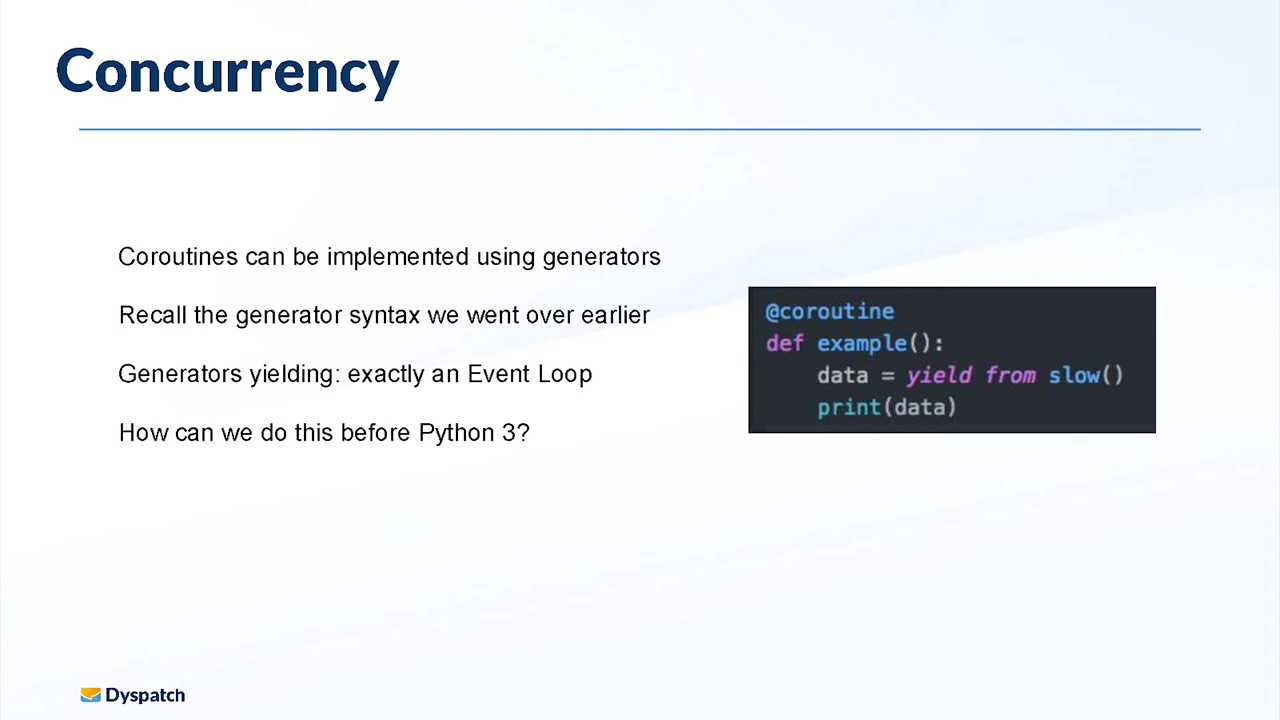 Concurrency
Coroutines can be implemented using generators
Recall the generator syntax we went over earlier
Generators yielding: exactly an Event Loop
How can we do this before Python 3?
@coroutine
def example():
    data = yield from slow()
    print(data)
Dyspatch